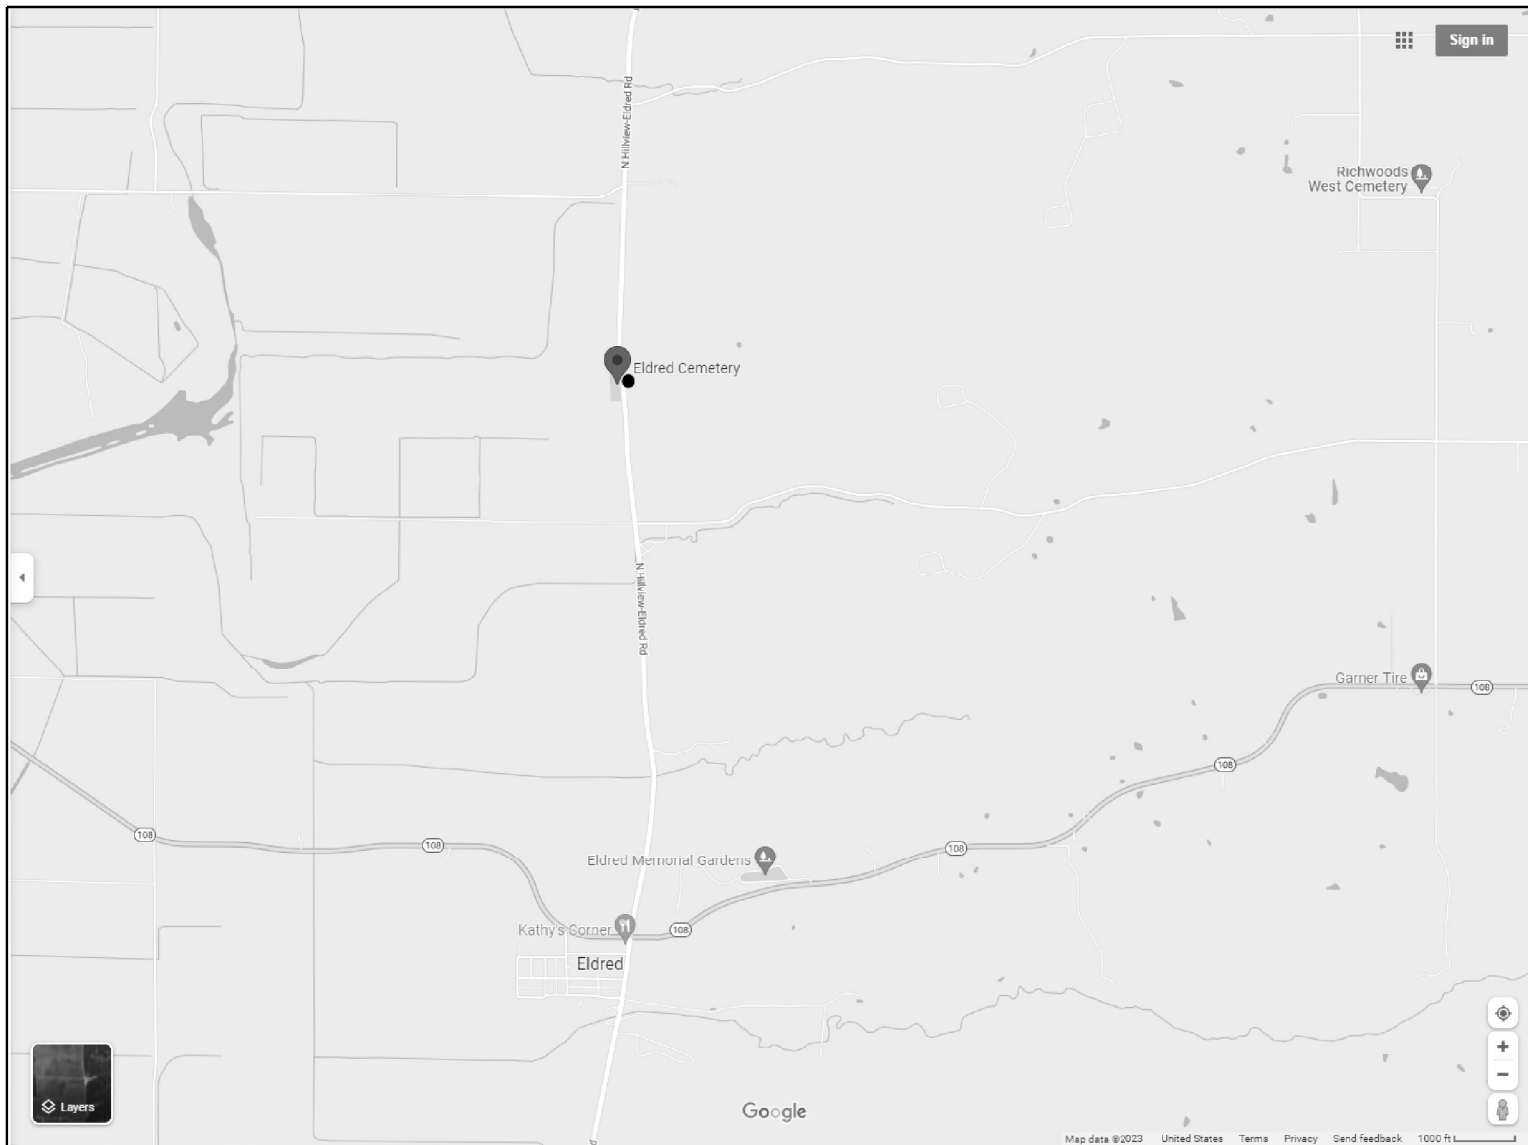 Sign in
N Hillview-Eldred Rd
Richwoods
West Cemetery
Eldred Cemetery
N Hillview-Eldred Rd
Garner Tire
108
108
108
108
108
Eldred Memorial Gardens
Kathy's Corner
108
Eldred
Layers
Google
Map data ©2023 United States Terms Privacy Send feedback 1000 ft